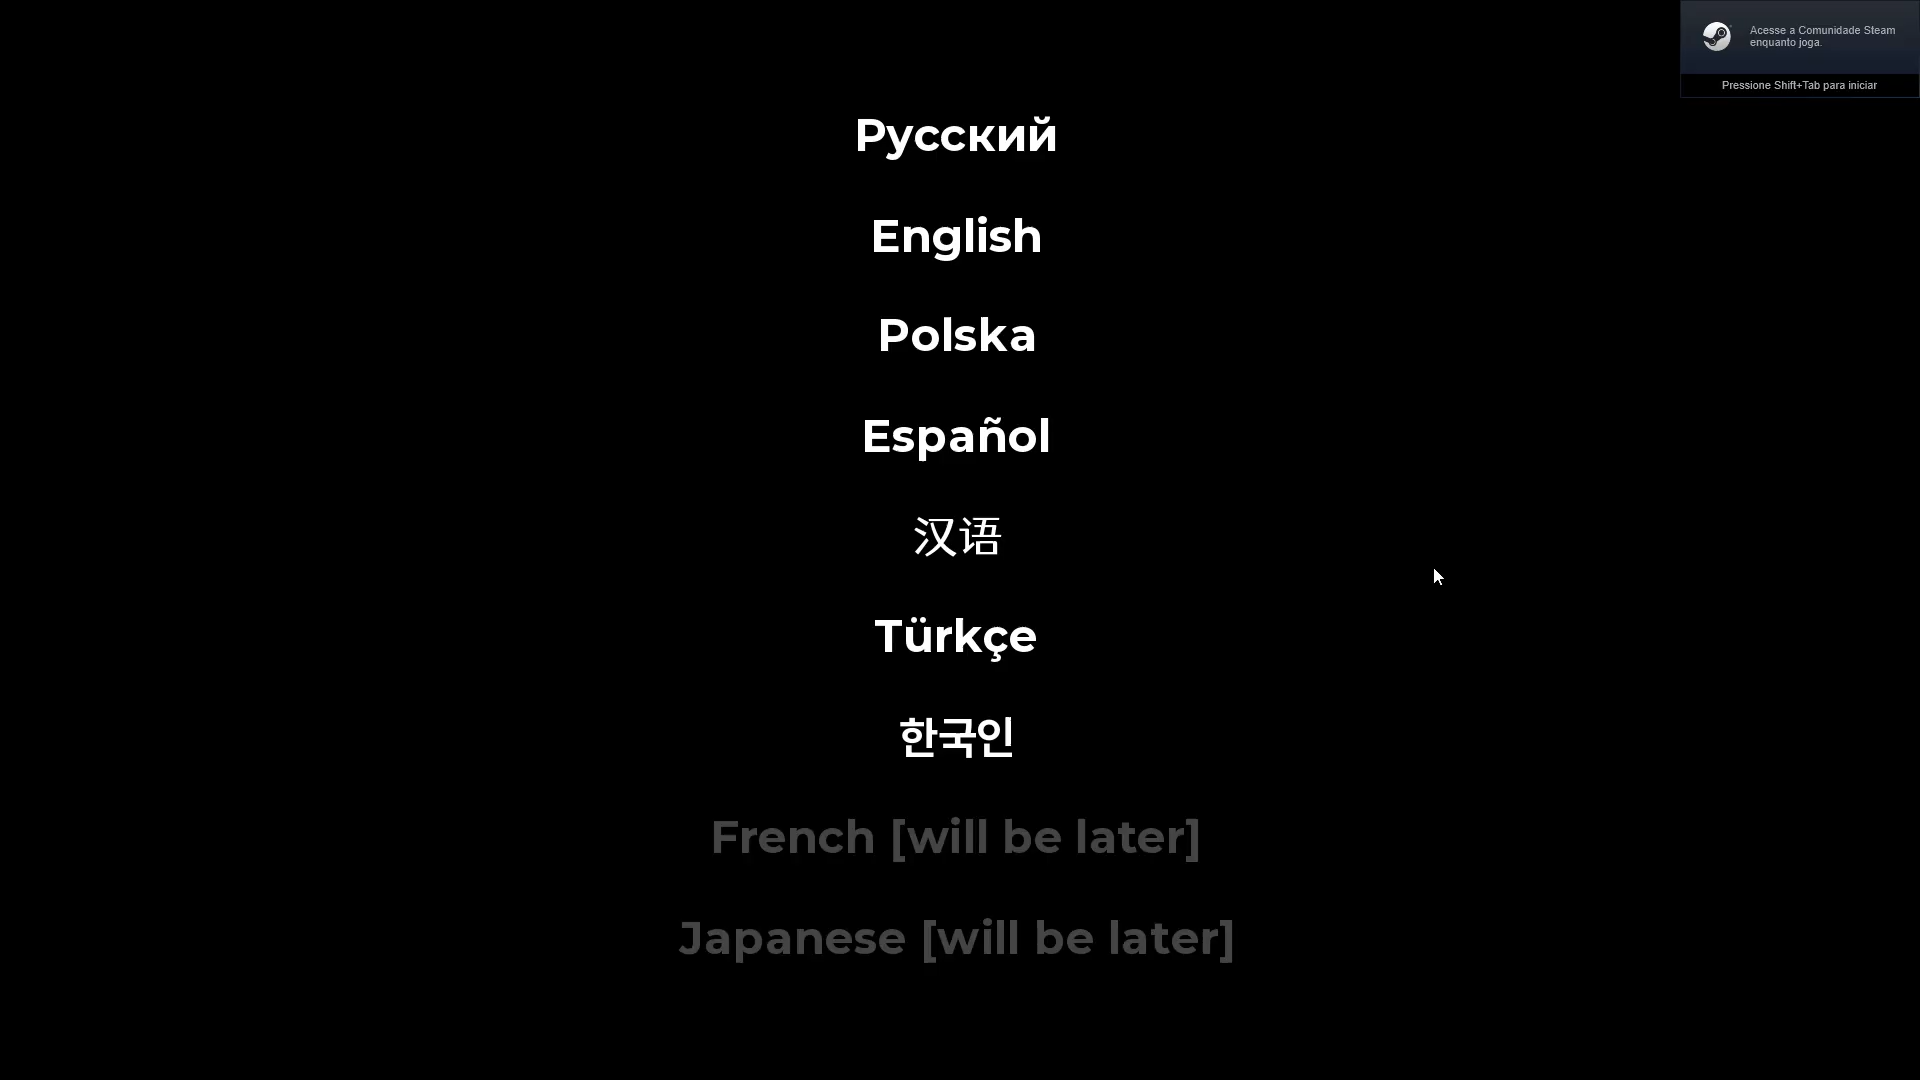 Acesse a Comunidade Steam
enquanto joga.
Pressione Shift+Tab para iniciar
Русский
English
Polska
Español
汉语
Türkçe
한국인
French [will be later]
Japanese [will be later]